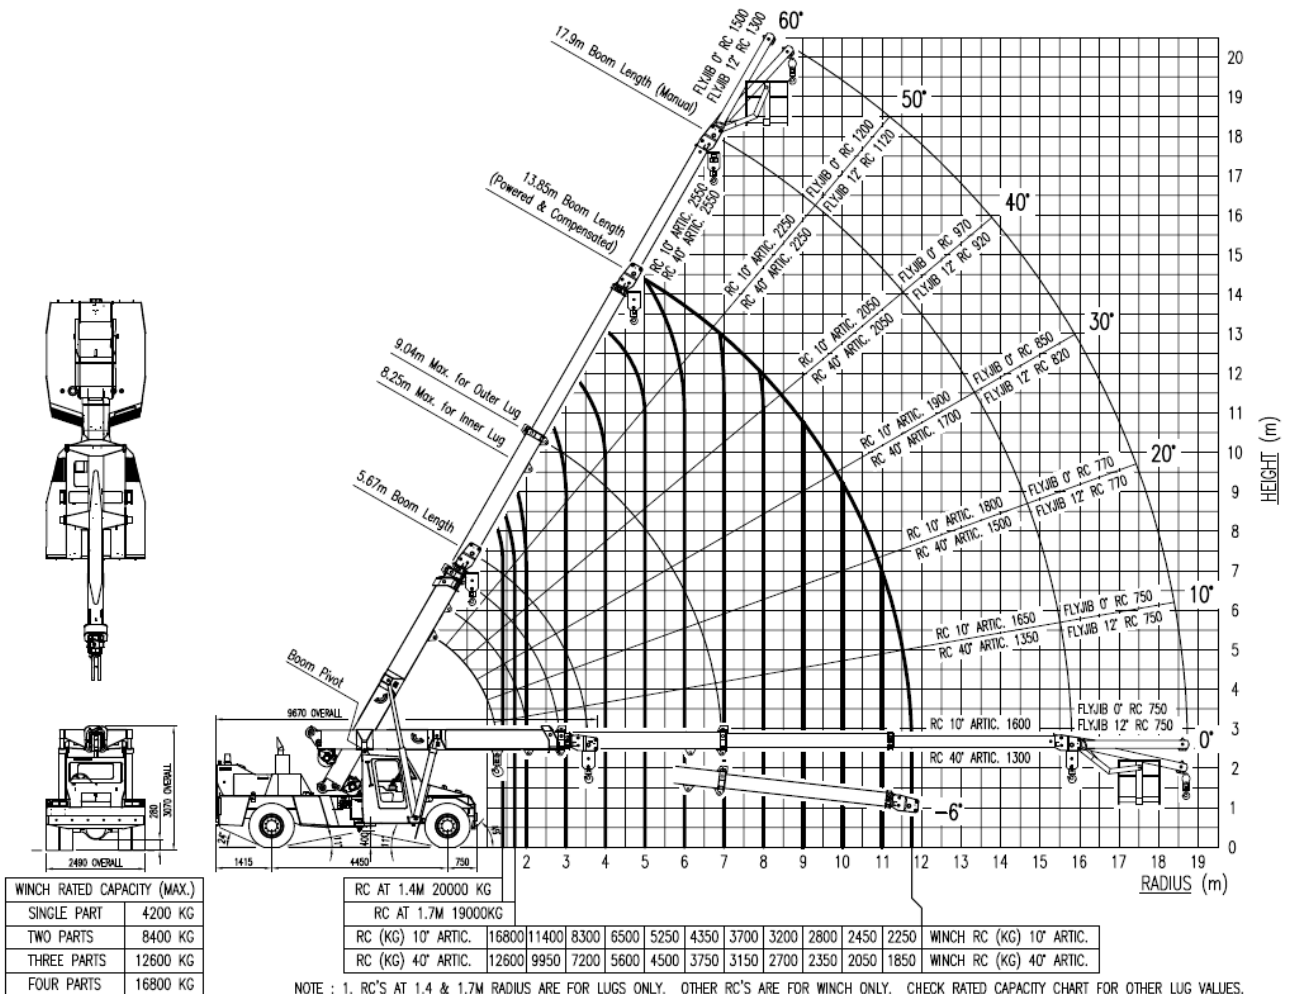 60°
17.9m Boom Length (Manual)
FLYJIB 0° RC 1500
FLYJIB 12° RC 1300
50°
FLYJIB 0° RC 1200
FLYJIB 12° RC 1120
13.85m Boom Length
(Powered & Compensated)
RC 10° ARTIC. 2550
RC 40° ARTIC. 2550
RC 10° ARTIC. 2250
RC 40° ARTIC. 2250
40°
FLYJIB 0° RC 970
FLYJIB 12° RC 920
RC 10° ARTIC. 2050
RC 40° ARTIC. 2050
30°
FLYJIB 0° RC 850
FLYJIB 12° RC 820
RC 10° ARTIC. 1900
RC 40° ARTIC. 1700
9.04m Max. for Outer Lug
8.25m Max. for Inner Lug
20°
FLYJIB 0° RC 770
FLYJIB 12° RC 770
RC 10° ARTIC. 1800
RC 40° ARTIC. 1500
5.67m Boom Length
10°
FLYJIB 0° RC 750
FLYJIB 12° RC 750
RC 10° ARTIC. 1650
RC 40° ARTIC. 1350
Boom Pivot
FLYJIB 0° RC 750
FLYJIB 12° RC 750
RC 10° ARTIC. 1600
RC 40° ARTIC. 1300
0°
-6°
20
19
18
17
16
15
14
13
12
11
10
9
8
7
6
5
4
3
2
1
0
HEIGHT (m)
2 3 4 5 6 7 8 9 10 11 12 13 14 15 16 17 18 19
RADIUS (m)
9670 OVERALL
280
3070 OVERALL
2490 OVERALL
24°
400
11°
1415 4450 750
WINCH RATED CAPACITY (MAX.)
SINGLE PART 4200 KG
TWO PARTS 8400 KG
THREE PARTS 12600 KG
FOUR PARTS 16800 KG
RC AT 1.4M 20000 KG
RC AT 1.7M 19000KG
RC (KG) 10° ARTIC. 16800 11400 8300 6500 5250 4350 3700 3200 2800 2450 2250 WINCH RC (KG) 10° ARTIC.
RC (KG) 40° ARTIC. 12600 9950 7200 5600 4500 3750 3150 2700 2350 2050 1850 WINCH RC (KG) 40° ARTIC.
NOTE : 1. RC'S AT 1.4 & 1.7M RADIUS ARE FOR LUGS ONLY. OTHER RC'S ARE FOR WINCH ONLY. CHECK RATED CAPACITY CHART FOR OTHER LUG VALUES.